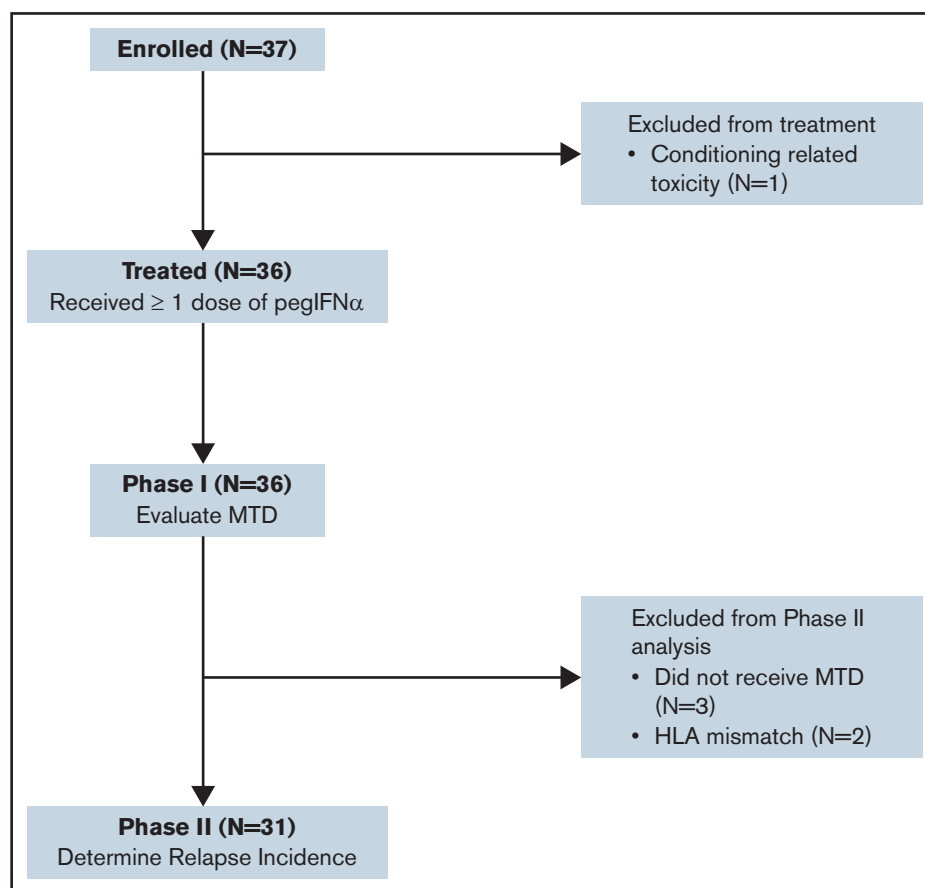 Enrolled (N=37)
Excluded from treatment
• Conditioning related
toxicity (N=1)
Treated (N=36)
Received ≥ 1 dose of pegIFNα
Phase I (N=36)
Evaluate MTD
Excluded from Phase II
analysis
• Did not receive MTD
(N=3)
• HLA mismatch (N=2)
Phase II (N=31)
Determine Relapse Incidence